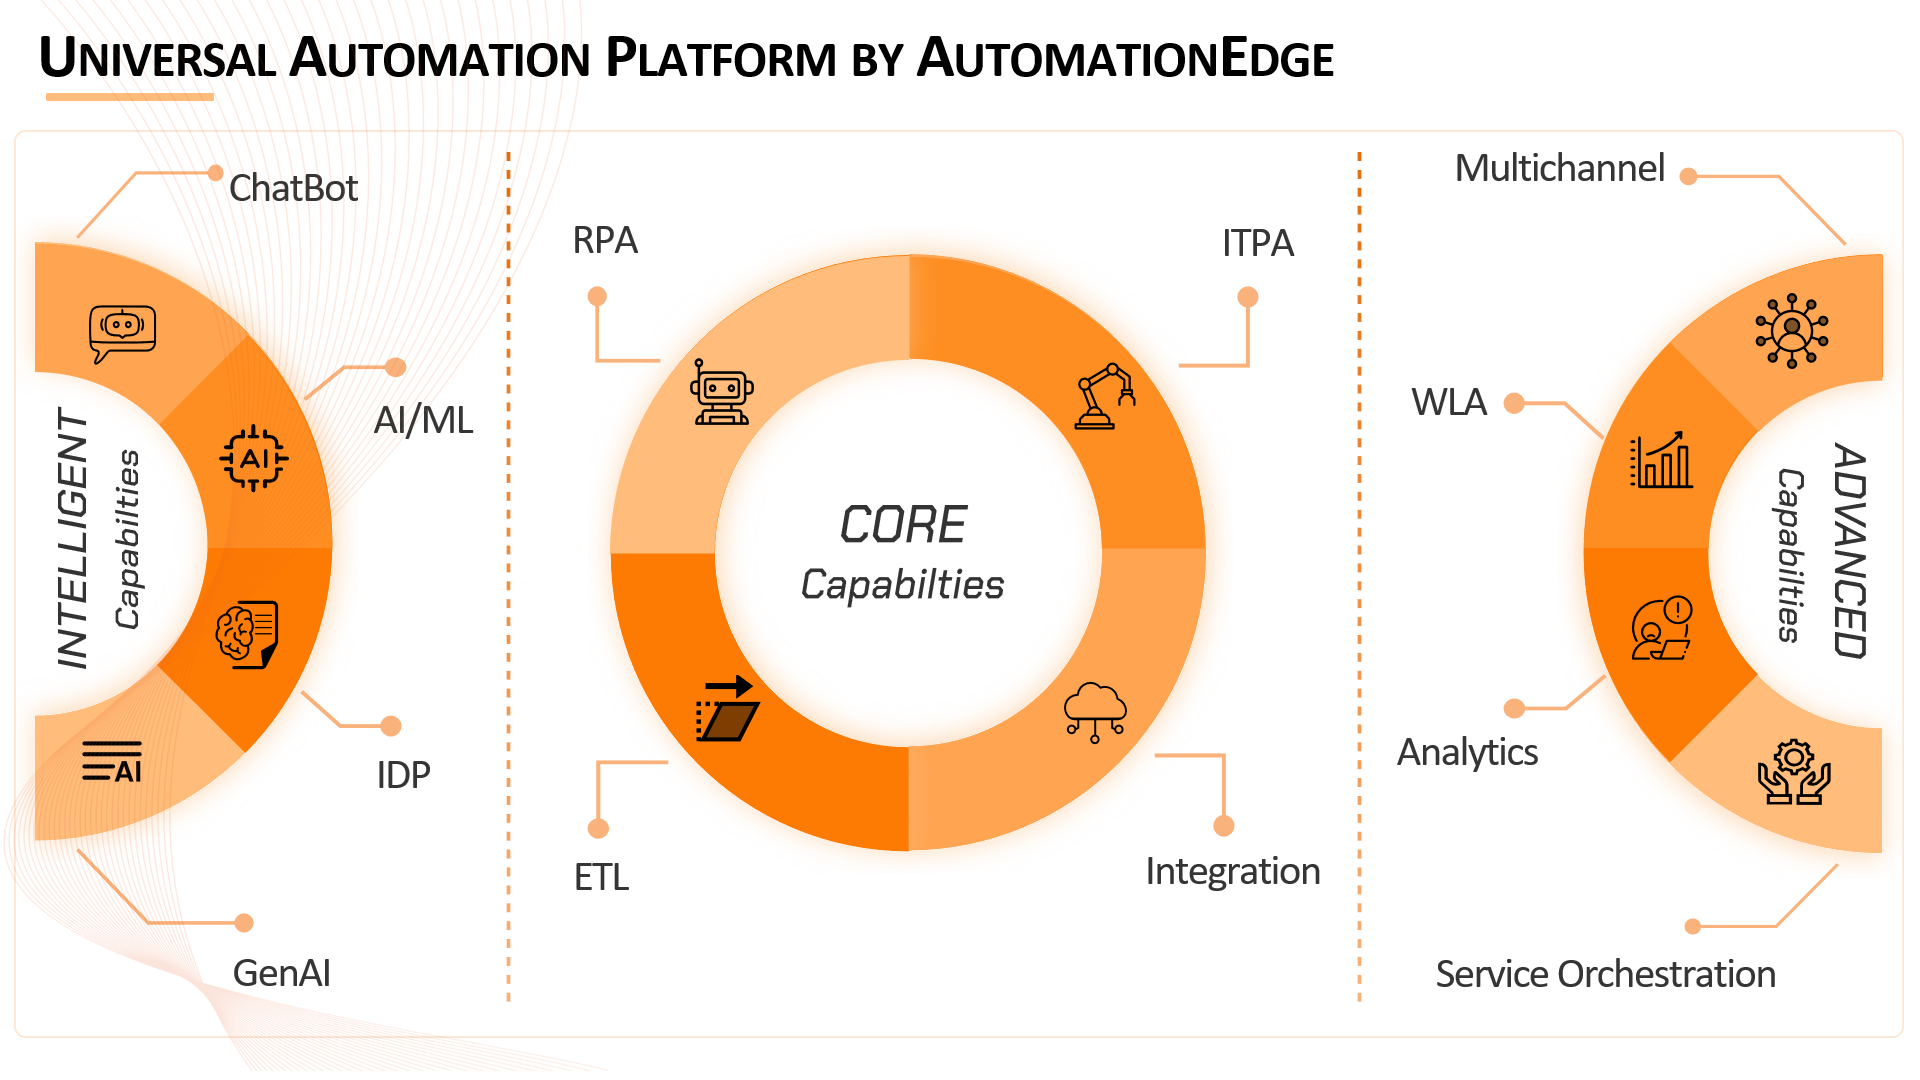 UNIVERSAL AUTOMATION PLATFORM BY AUTOMATIONEDGE
ChatBot
AI/ML
IDP
GenAI
INTELLIGENT
Capabilties
AI
AI
RPA
ITPA
CORE
Capabilties
ETL
Integration
Multichannel
WLA
Analytics
Service Orchestration
ADVANCED
Capabilties